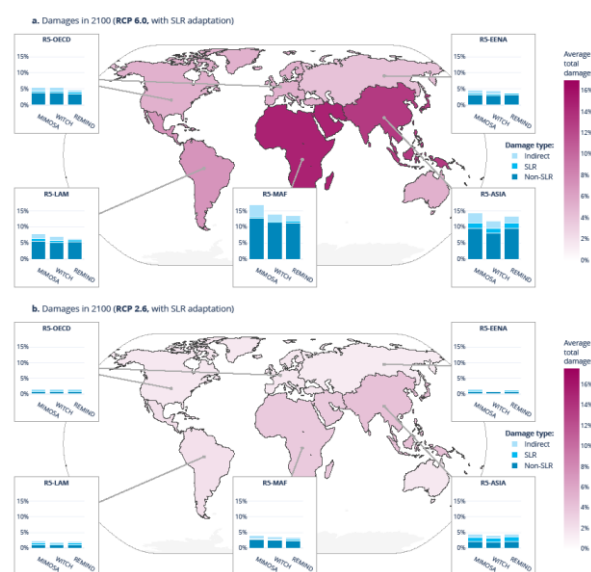 a. Damages in 2100 (RCP 6.0, with SLR adaptation)
R5-OECD
15%
10%
5%
0%
MIMOSA
WITCH
REMIND
R5-EENA
15%
10%
5%
0%
MIMOSA
WITCH
REMIND
Average
total
damages
16%
14%
12%
10%
8%
6%
4%
2%
0%
Damage type:
Indirect
SLR
Non-SLR
R5-LAM
15%
10%
5%
0%
MIMOSA
WITCH
REMIND
R5-MAF
15%
10%
5%
0%
MIMOSA
WITCH
REMIND
R5-ASIA
15%
10%
5%
0%
MIMOSA
WITCH
REMIND
b. Damages in 2100 (RCP 2.6, with SLR adaptation)
R5-OECD
15%
10%
5%
0%
MIMOSA
WITCH
REMIND
R5-EENA
15%
10%
5%
0%
MIMOSA
WITCH
REMIND
Average
total
damages
16%
14%
12%
10%
8%
6%
4%
2%
0%
Damage type:
Indirect
SLR
Non-SLR
R5-LAM
15%
10%
5%
0%
MIMOSA
WITCH
REMIND
R5-MAF
15%
10%
5%
0%
MIMOSA
WITCH
REMIND
R5-ASIA
15%
10%
5%
0%
MIMOSA
WITCH
REMIND